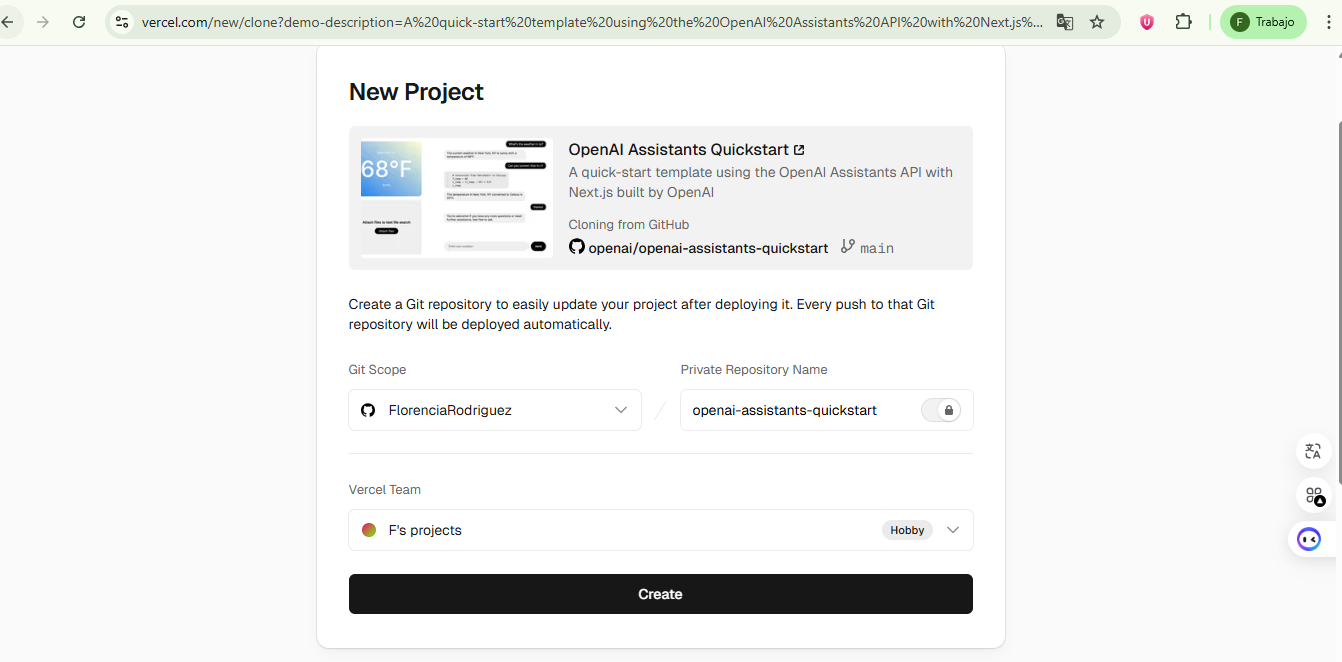 vercel.com/new/clone?demo-description=A%20quick-start%20template%20using%20the%20OpenAI%20Assistants%20API%20with%20Next.js%...
F
Trabajo
New Project
68°F
OpenAI Assistants Quickstart
A quick-start template using the OpenAI Assistants API with
Next.js built by OpenAI
Cloning from GitHub
openai/openai-assistants-quickstart
main
Create a Git repository to easily update your project after deploying it. Every push to that Git
repository will be deployed automatically.
Git Scope
Private Repository Name
FlorenciaRodriguez
/
openai-assistants-quickstart
Vercel Team
F's projects
Hobby
Create